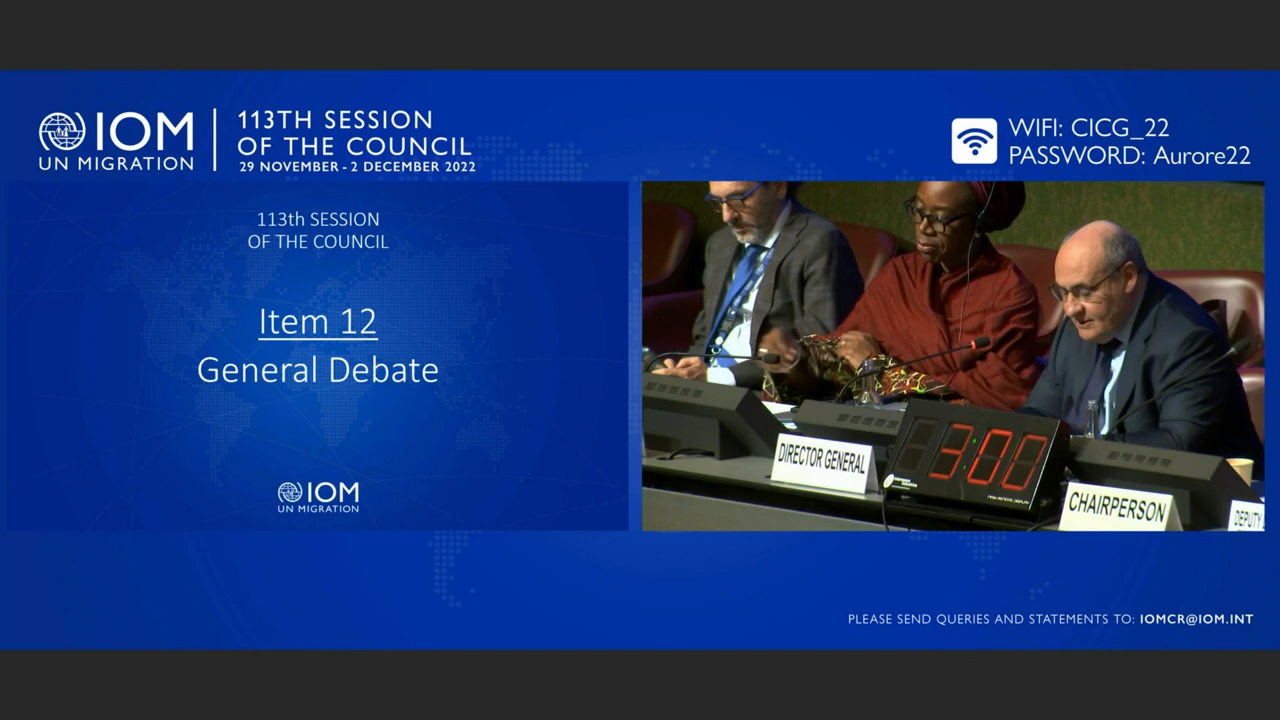 IOM
UN MIGRATION
113TH SESSION
OF THE COUNCIL
29 NOVEMBER - 2 DECEMBER 2022
WIFI: CICG_22
PASSWORD: Aurore22
113th SESSION
OF THE COUNCIL
Item 12
General Debate
IOM
UN MIGRATION
DIRECTOR GENERAL
3:00
CHAIRPERSON
DEPUTY
PLEASE SEND QUERIES AND STATEMENTS TO: IOMCR@IOM.INT